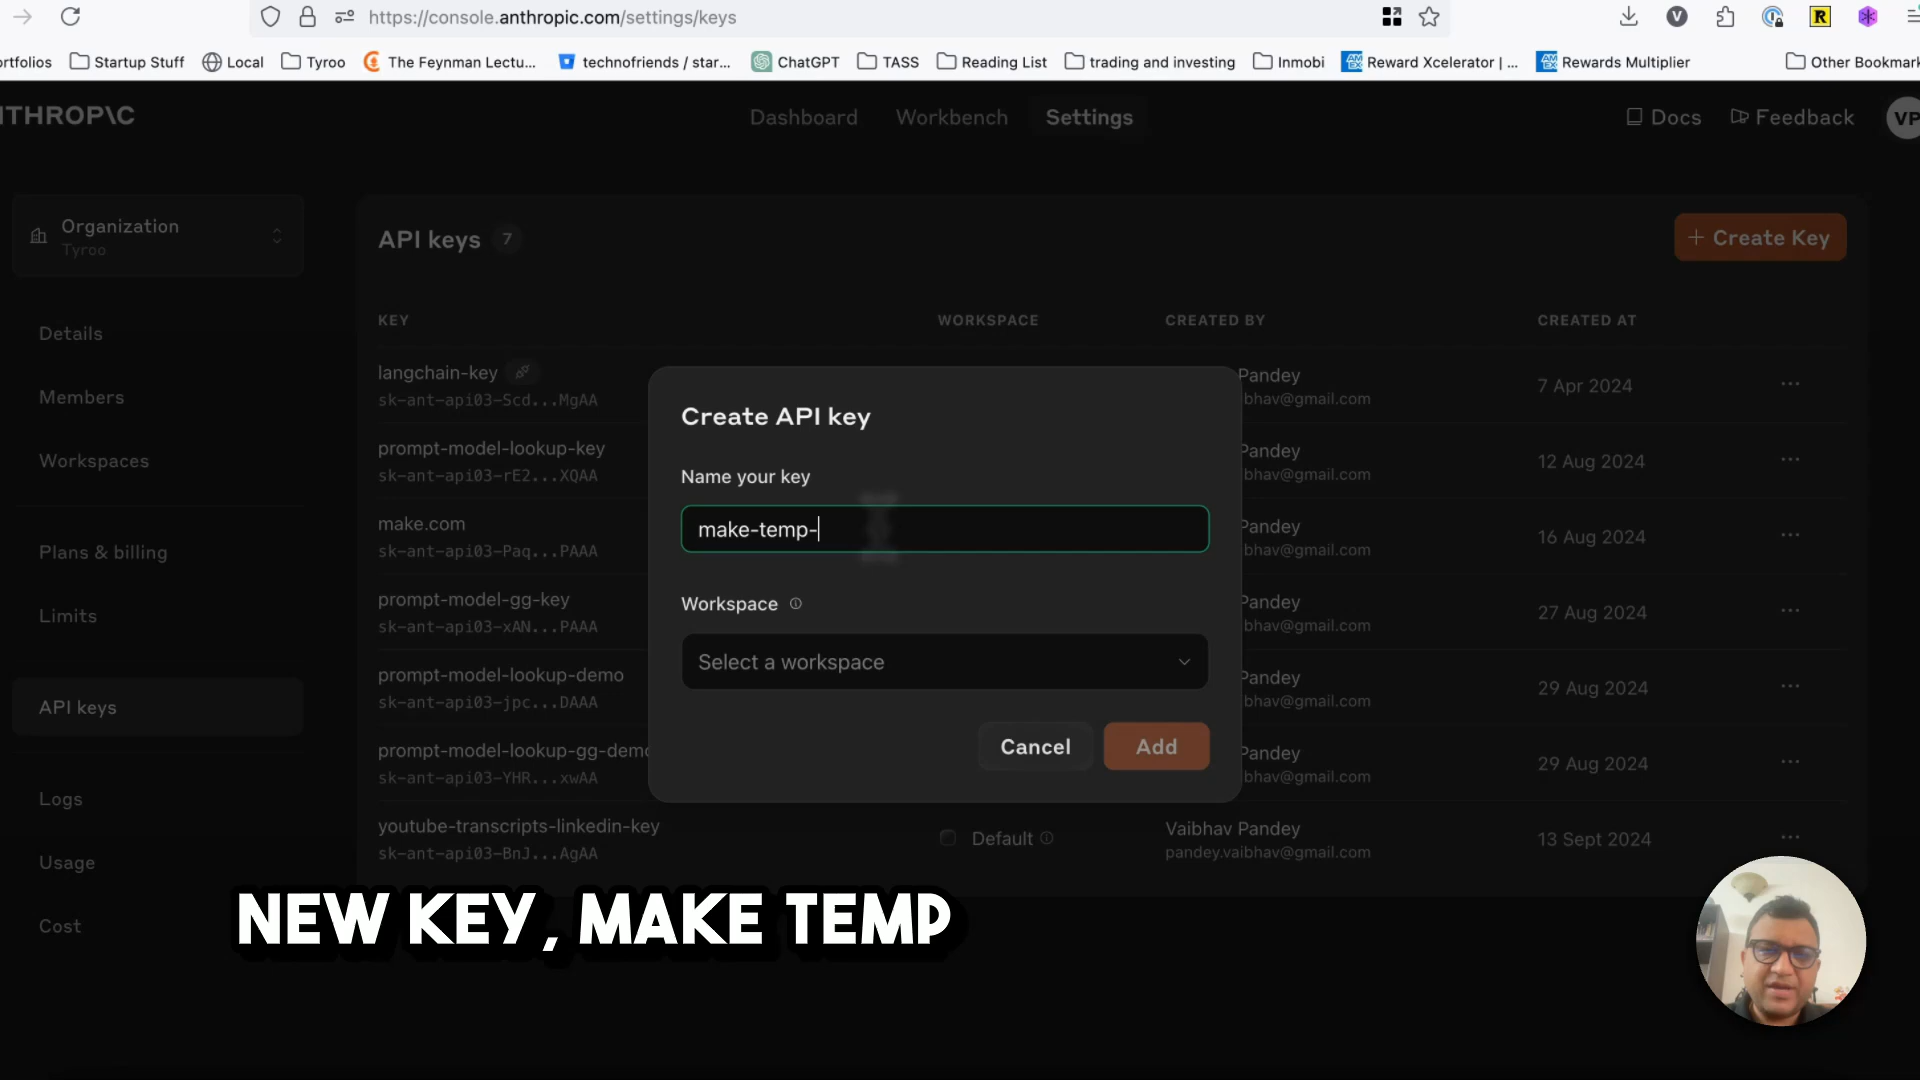 https://console.anthropic.com/settings/keys
ortfolios Startup Stuff Local Tyroo The Feynman Lectu... technofriends / star... ChatGPT TASS Reading List trading and investing Inmobi Reward Xcelerator | ... Rewards Multiplier Other Bookmark
NTHROP\C Dashboard Workbench Settings Docs Feedback VP
Organization
Tyroo
Details
Members
Workspaces
Plans & billing
Limits
API keys
Logs
Usage
Cost
API keys 7
+ Create Key
KEY WORKSPACE CREATED BY CREATED AT
langchain-key Pandey 7 Apr 2024 ...
sk-ant-api03-Scd...MgAA bhav@gmail.com
prompt-model-lookup-key Pandey 12 Aug 2024 ...
sk-ant-api03-rE2...XQAA bhav@gmail.com
make.com Pandey 16 Aug 2024 ...
sk-ant-api03-Paq...PAAA bhav@gmail.com
prompt-model-gg-key Pandey 27 Aug 2024 ...
sk-ant-api03-xAN...PAAA bhav@gmail.com
prompt-model-lookup-demo Pandey 29 Aug 2024 ...
sk-ant-api03-jpc...DAAA bhav@gmail.com
prompt-model-lookup-gg-demo Pandey 29 Aug 2024 ...
sk-ant-api03-YHR...xwAA bhav@gmail.com
youtube-transcripts-linkedin-key Default Vaibhav Pandey 13 Sept 2024 ...
sk-ant-api03-BnJ...AgAA pandey.vaibhav@gmail.com
Create API key
Name your key
make-temp-
Workspace
Select a workspace
Cancel Add
NEW KEY, MAKE TEMP